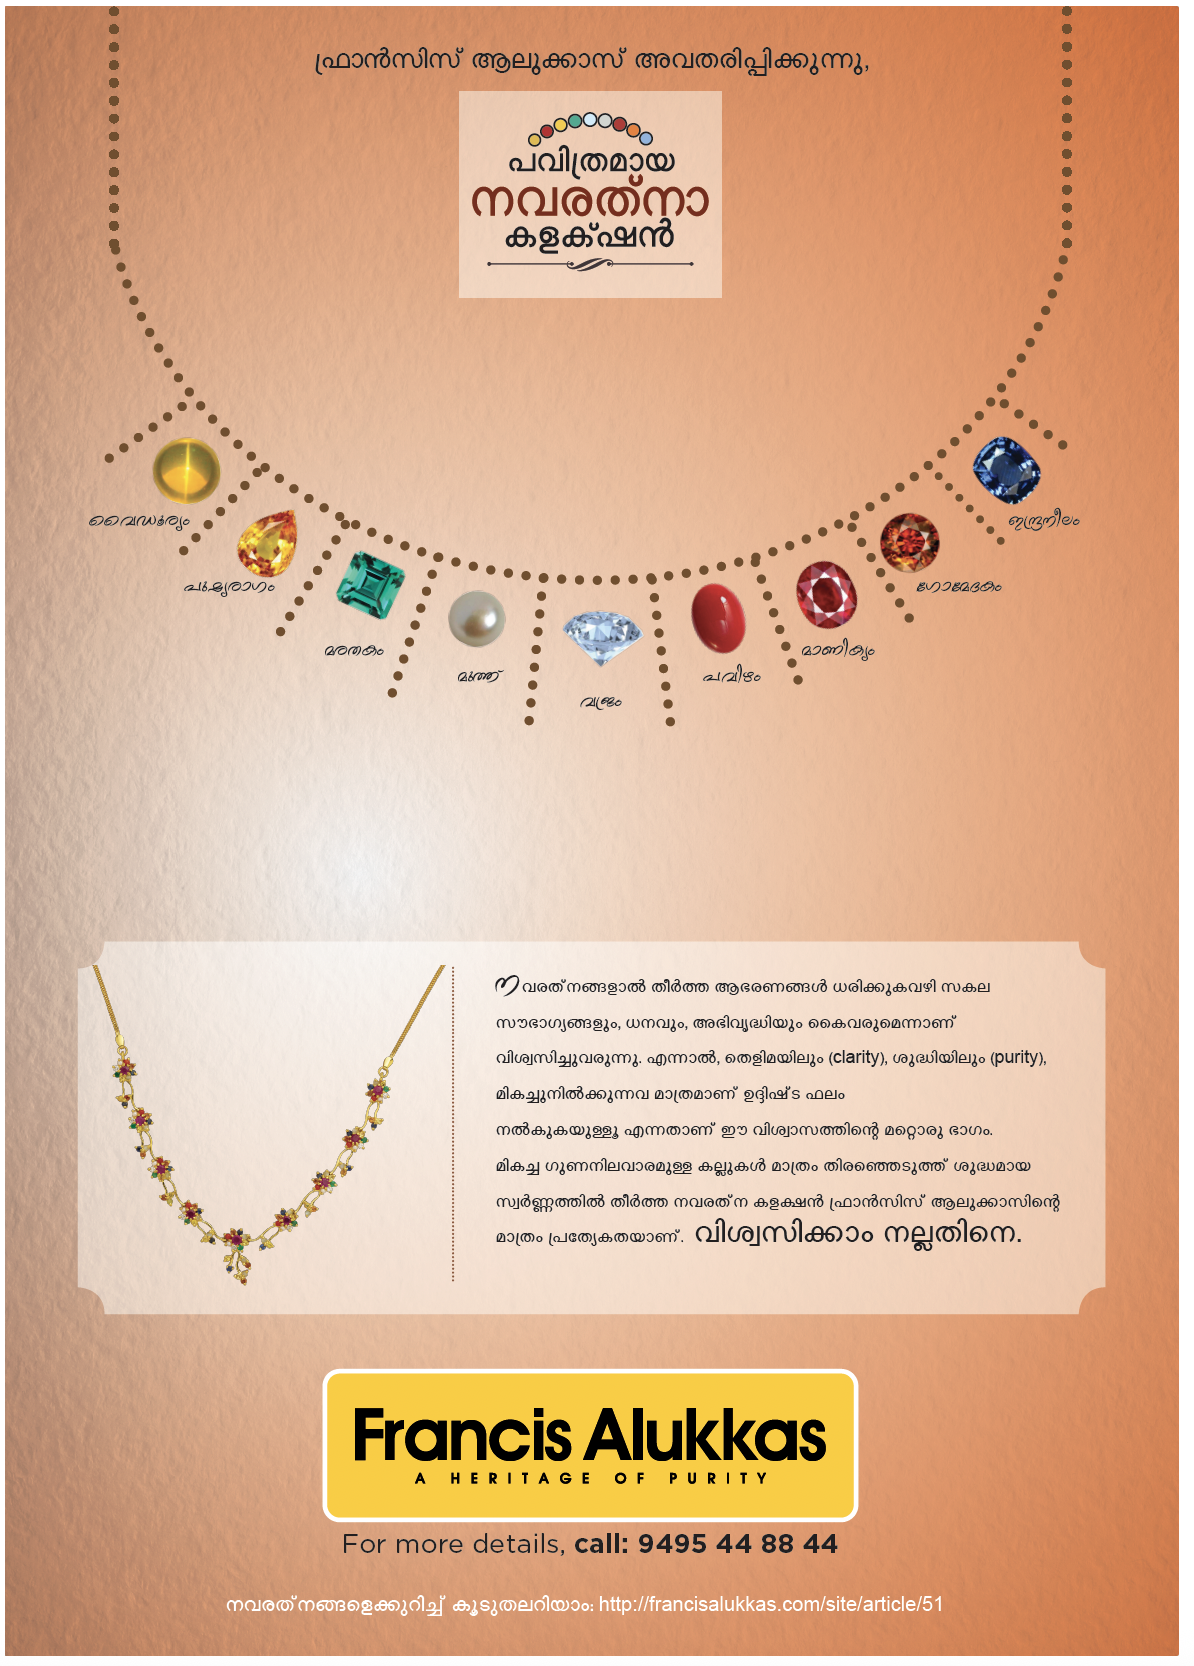 ഫ്രാൻസിസ് ആലുക്കാസ് അവതരിപ്പിക്കുന്നു,
പവിത്രമായ
നവരത്‌നാ
കളക്ഷൻ
വൈഡൂര്യം
ഇന്ദ്രനീലം
പുഷ്യരാഗം
ഗോമേദകം
മരതകം
മാണിക്യം
മുത്ത്
പവിഴം
വജ്രം
നവരത്‌നങ്ങളാൽ തീർത്ത ആഭരണങ്ങൾ ധരിക്കുകവഴി സകല
സൗഭാഗ്യങ്ങളും, ധനവും, അഭിവൃദ്ധിയും കൈവരുമെന്നാണ്
വിശ്വസിച്ചുവരുന്നു. എന്നാൽ, തെളിമയിലും (clarity), ശുദ്ധിയിലും (purity),
മികച്ചുനിൽക്കുന്നവ മാത്രമാണ് ഉദ്ദിഷ്ട ഫലം
നൽകുകയുള്ളൂ എന്നതാണ് ഈ വിശ്വാസത്തിന്റെ മറ്റൊരു ഭാഗം.
മികച്ച ഗുണനിലവാരമുള്ള കല്ലുകൾ മാത്രം തിരഞ്ഞെടുത്ത് ശുദ്ധമായ
സ്വർണ്ണത്തിൽ തീർത്ത നവരത്‌ന കളക്ഷൻ ഫ്രാൻസിസ് ആലുക്കാസിന്റെ
മാത്രം പ്രത്യേകതയാണ്. വിശ്വസിക്കാം നല്ലതിനെ.
Francis Alukkas
A HERITAGE OF PURITY
For more details, call: 9495 44 88 44
നവരത്‌നങ്ങളെക്കുറിച്ച് കൂടുതലറിയാം: http://francisalukkas.com/site/article/51